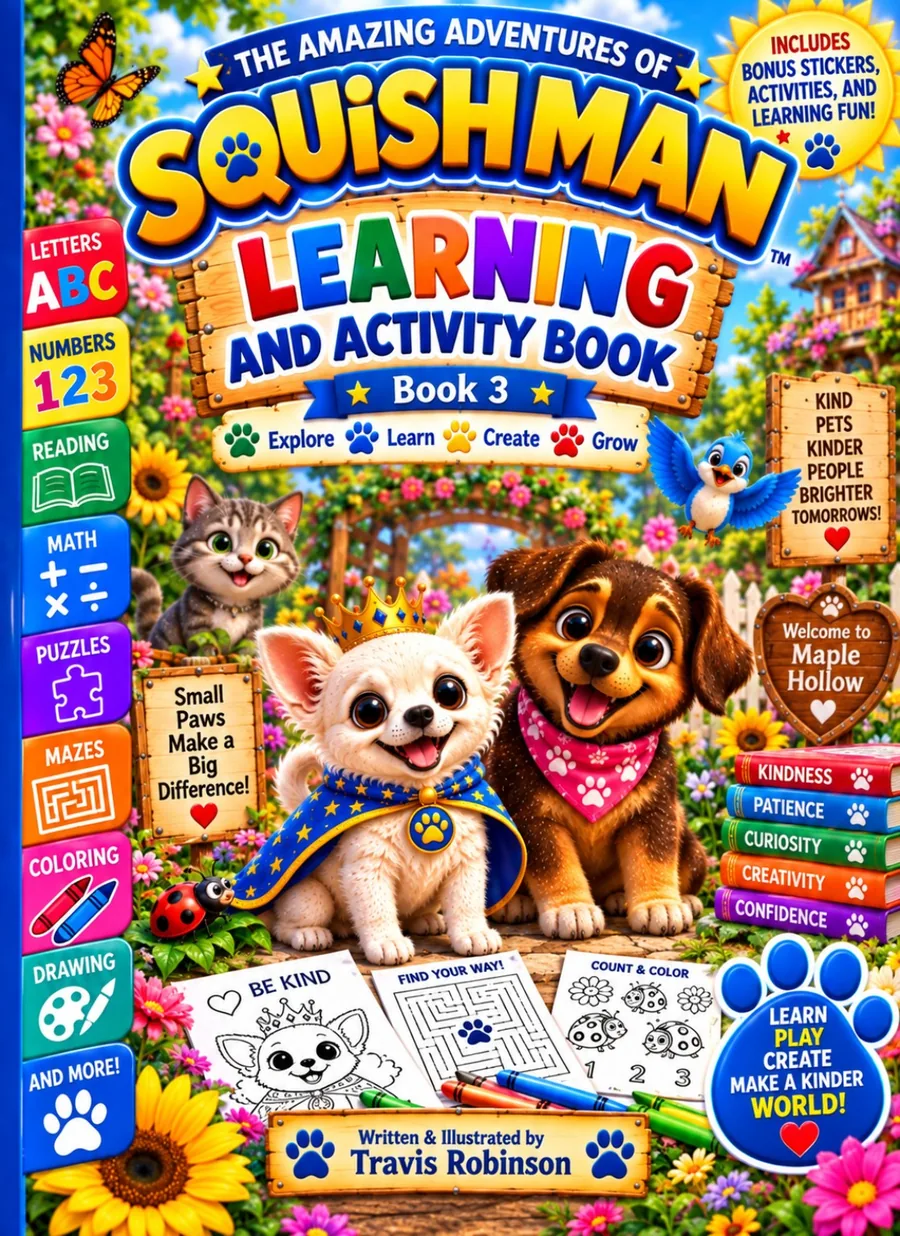 THE AMAZING ADVENTURES OF
SQUiSHMAN
TM
LEARNING
AND ACTIVITY BOOK
Book 3
Explore Learn Create Grow
INCLUDES
BONUS STICKERS,
ACTIVITIES, AND
LEARNING FUN!
LETTERS
ABC
NUMBERS
123
READING
MATH
+ −
× ÷
PUZZLES
MAZES
COLORING
DRAWING
AND MORE!
KIND
PETS
KINDER
PEOPLE
BRIGHTER
TOMORROWS!
Welcome to
Maple
Hollow
Small
Paws
Make a
Big
Difference!
KINDNESS
PATIENCE
CURIOSITY
CREATIVITY
CONFIDENCE
BE KIND
FIND YOUR WAY!
COUNT & COLOR
1 2 3
LEARN
PLAY
CREATE
MAKE A KINDER
WORLD!
Written & Illustrated by
Travis Robinson